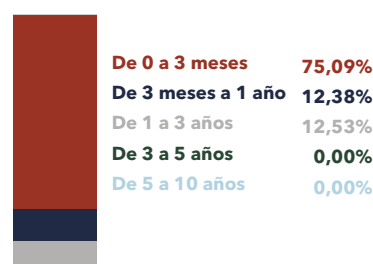 De 0 a 3 meses 75,09%
De 3 meses a 1 año 12,38%
De 1 a 3 años 12,53%
De 3 a 5 años 0,00%
De 5 a 10 años 0,00%